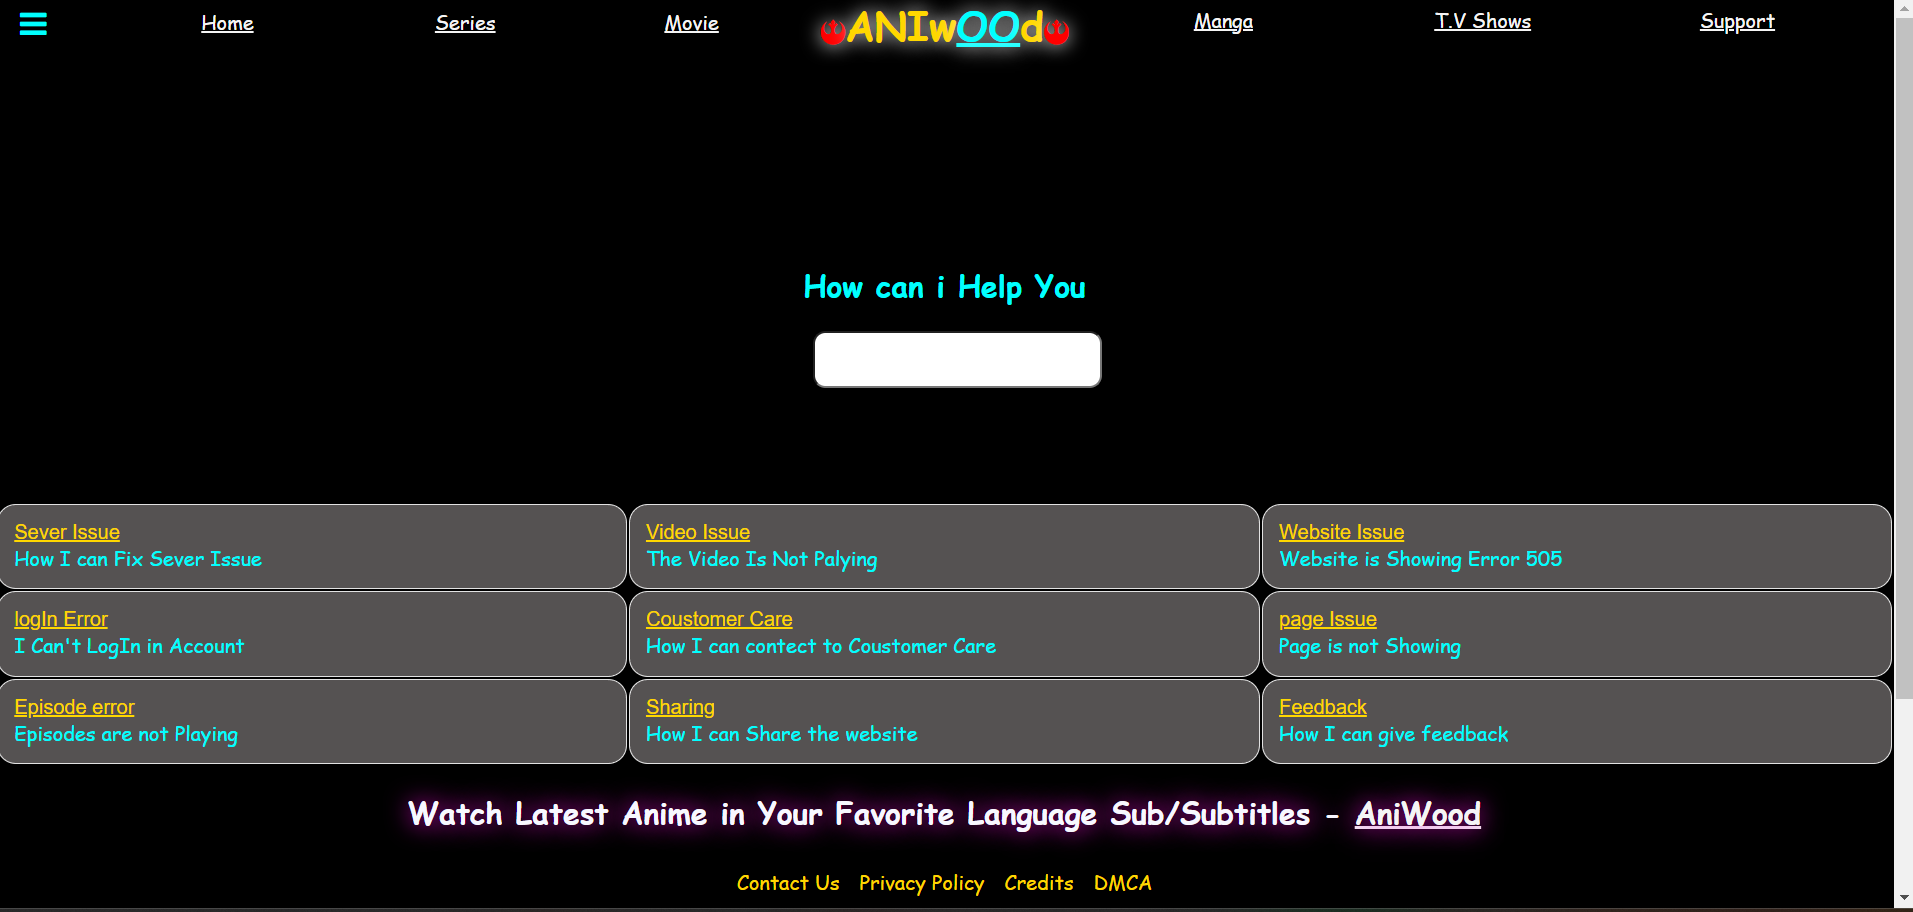 Home Series Movie ANIwOOd Manga T.V Shows Support
How can i Help You
Sever Issue
How I can Fix Sever Issue
Video Issue
The Video Is Not Palying
Website Issue
Website is Showing Error 505
logIn Error
I Can't LogIn in Account
Coustomer Care
How I can contect to Coustomer Care
page Issue
Page is not Showing
Episode error
Episodes are not Playing
Sharing
How I can Share the website
Feedback
How I can give feedback
Watch Latest Anime in Your Favorite Language Sub/Subtitles - AniWood
Contact Us Privacy Policy Credits DMCA